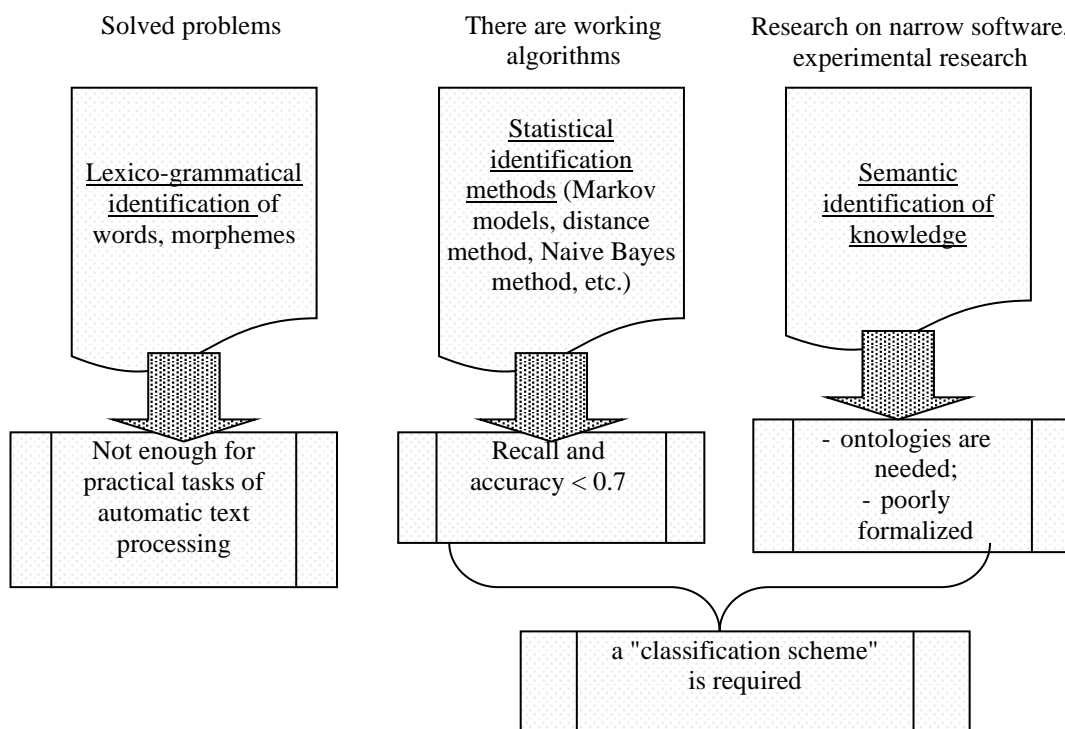 Solved problems
There are working
algorithms
Research on narrow software,
experimental research
Lexico-grammatical
identification of
words, morphemes
Statistical
identification
methods (Markov
models, distance
method, Naive Bayes
method, etc.)
Semantic
identification of
knowledge
Not enough for
practical tasks of
automatic text
processing
Recall and
accuracy < 0.7
- ontologies are
needed;
- poorly
formalized
a "classification scheme"
is required